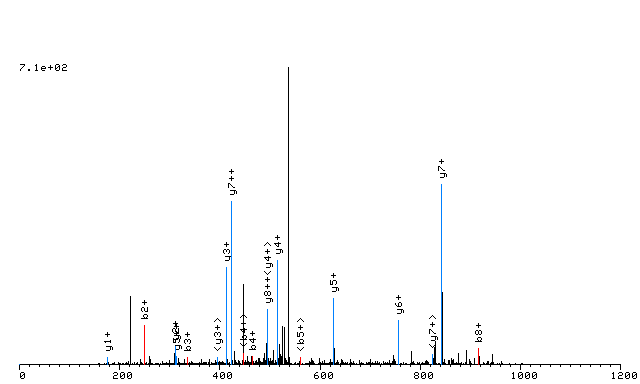 7.1e+02
y1+
b2+
y2+
b3+
<y3+>
y3+
y7++
<b4+>
b4+
y8++
<y4+>
y4+
<b5+>
y5+
y6+
<y7+>
y7+
b8+
0 200 400 600 800 1000 1200